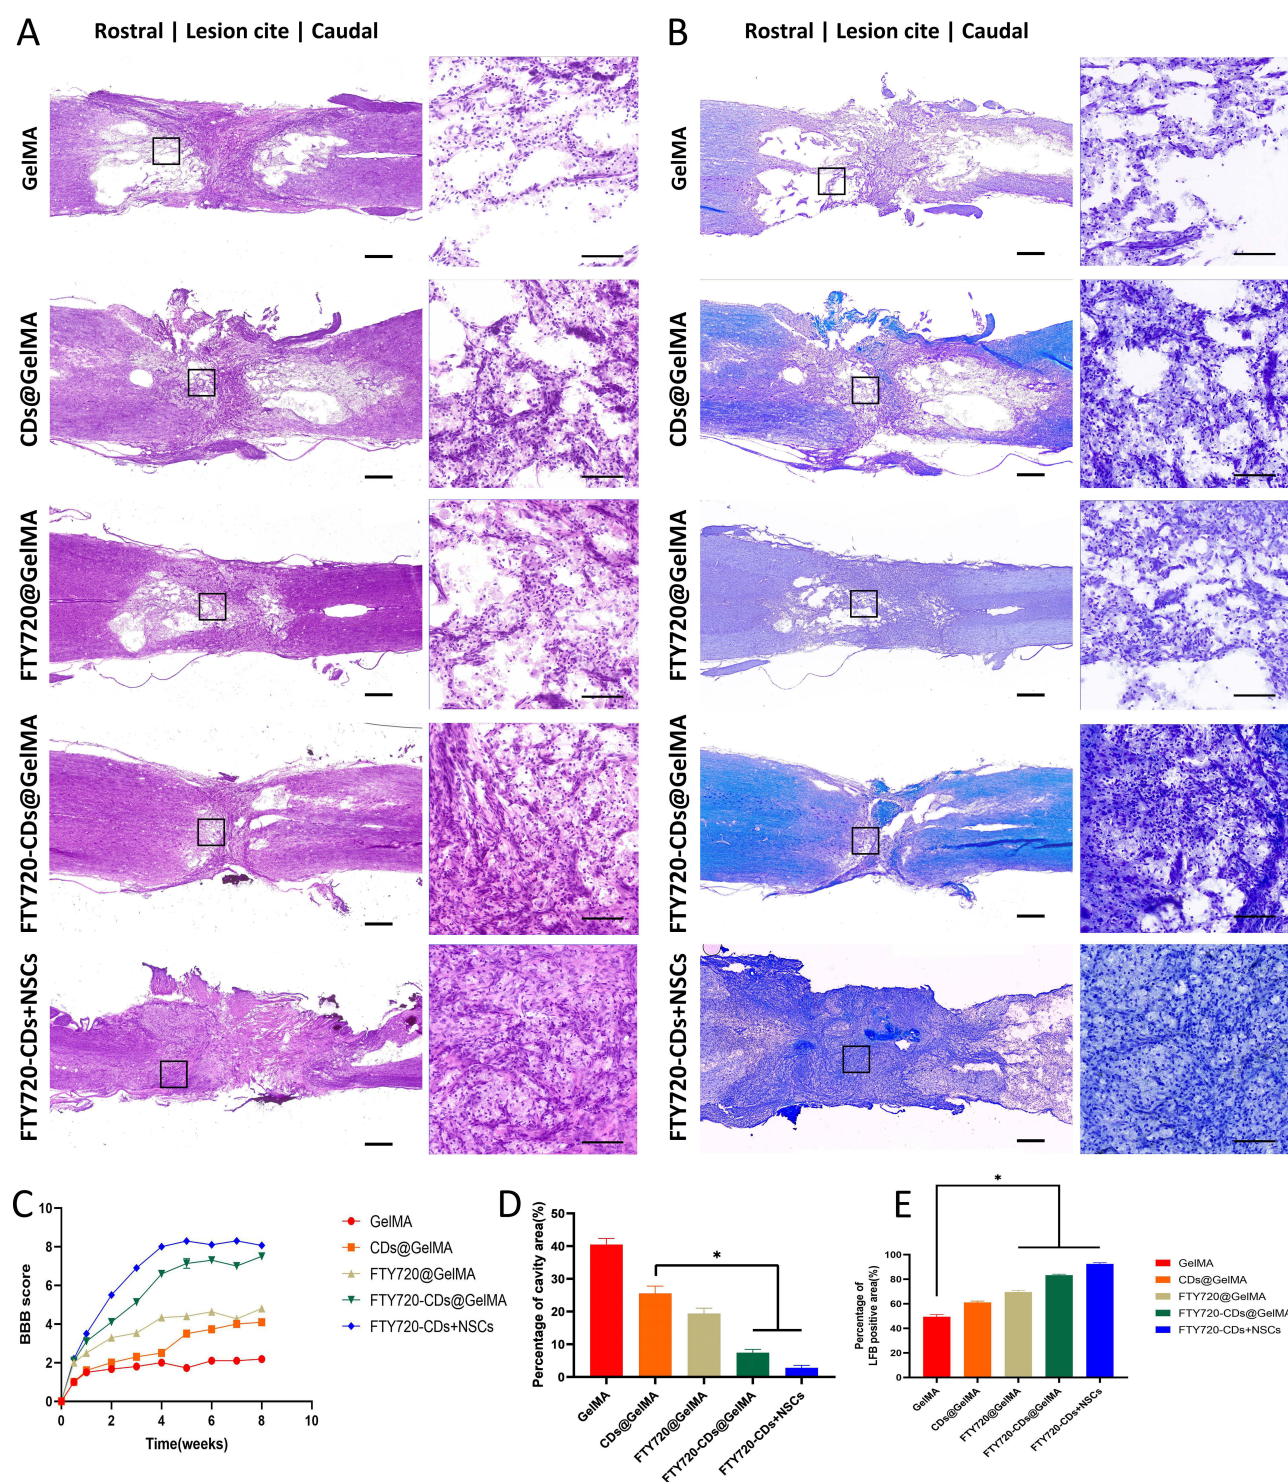 A
Rostral | Lesion cite | Caudal
GelMA
CDs@GelMA
FTY720@GelMA
FTY720-CDs@GelMA
FTY720-CDs+NSCs
B
Rostral | Lesion cite | Caudal
GelMA
CDs@GelMA
FTY720@GelMA
FTY720-CDs@GelMA
FTY720-CDs+NSCs
C
BBB score
10
8
6
4
2
0
0 2 4 6 8 10
Time(weeks)
GelMA
CDs@GelMA
FTY720@GelMA
FTY720-CDs@GelMA
FTY720-CDs+NSCs
D
Percentage of cavity area(%)
50
40
30
20
10
0
*
GelMA
CDs@GelMA
FTY720@GelMA
FTY720-CDs@GelMA
FTY720-CDs+NSCs
E
Percentage of
LFB positive area(%)
100
80
60
40
20
0
*
GelMA
CDs@GelMA
FTY720@GelMA
FTY720-CDs@GelMA
FTY720-CDs+NSCs
GelMA
CDs@GelMA
FTY720@GelMA
FTY720-CDs@GelMA
FTY720-CDs+NSCs